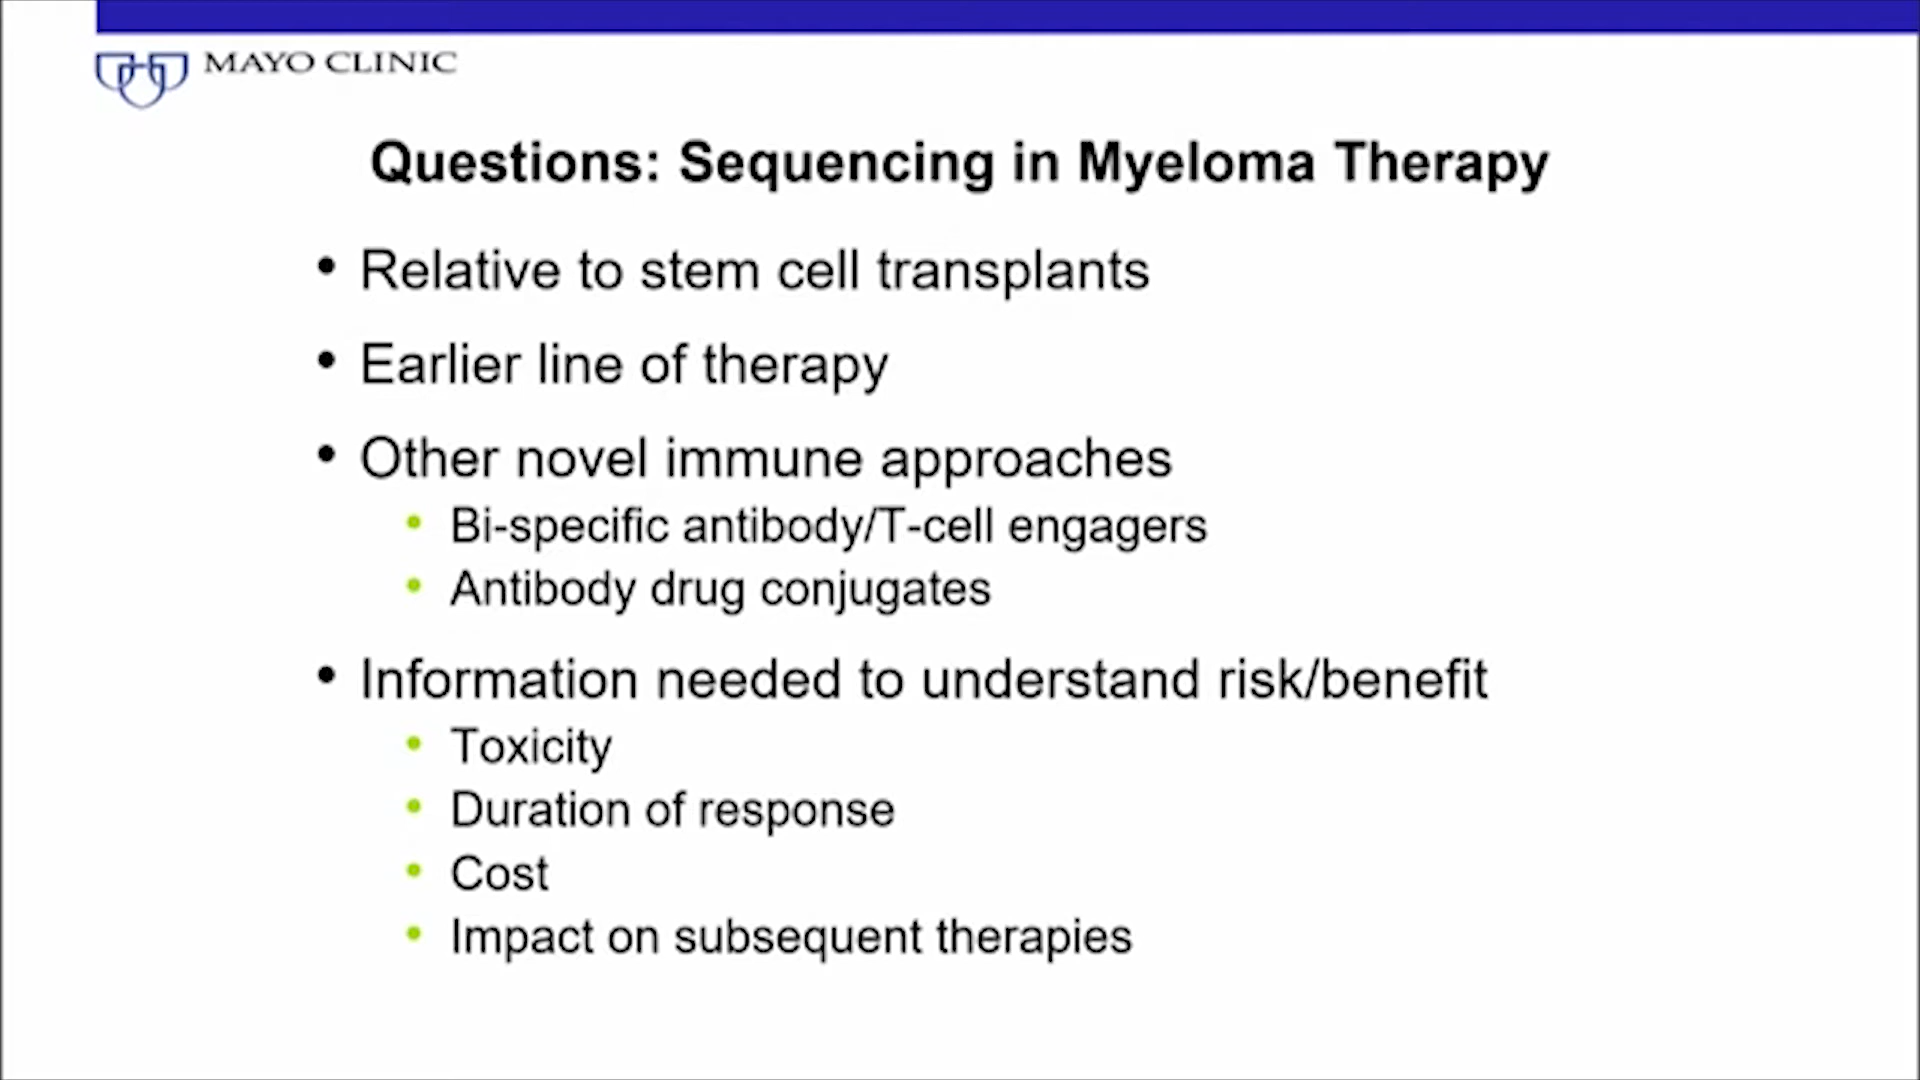 MAYO CLINIC
Questions: Sequencing in Myeloma Therapy
• Relative to stem cell transplants
• Earlier line of therapy
• Other novel immune approaches
• Bi-specific antibody/T-cell engagers
• Antibody drug conjugates
• Information needed to understand risk/benefit
• Toxicity
• Duration of response
• Cost
• Impact on subsequent therapies